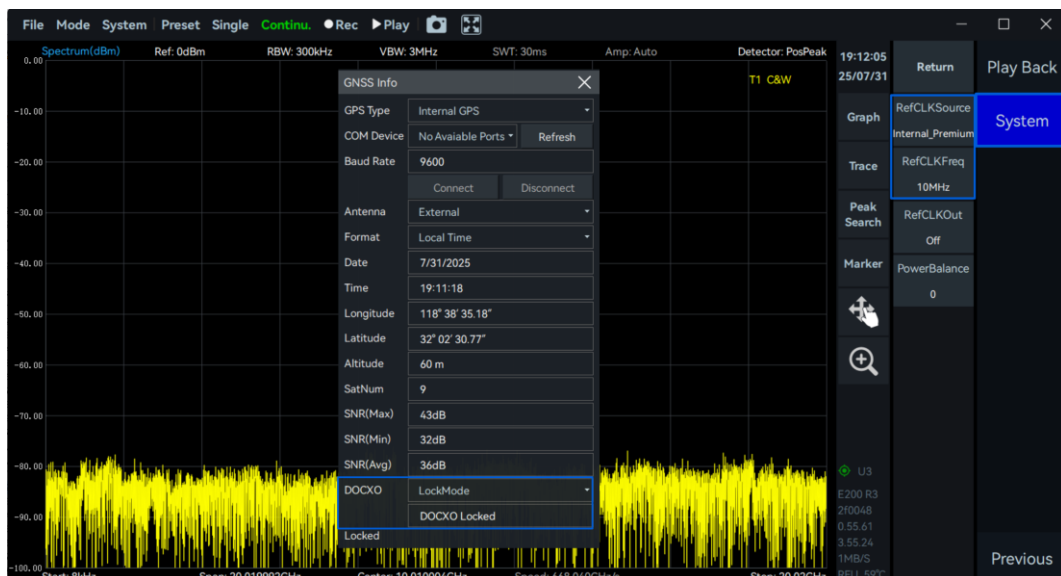 File Mode System Preset Single Continu. Rec Play
Spectrum(dBm) Ref: 0dBm RBW: 300kHz VBW: 3MHz SWT: 30ms Amp: Auto Detector: PosPeak
0.00
-10.00
-20.00
-30.00
-40.00
-50.00
-60.00
-70.00
-80.00
-90.00
-100.00
T1 C&W
GNSS Info
GPS Type Internal GPS
COM Device No Avaiable Ports Refresh
Baud Rate 9600
Connect Disconnect
Antenna External
Format Local Time
Date 7/31/2025
Time 19:11:18
Longitude 118° 38′ 35.18″
Latitude 32° 02′ 30.77″
Altitude 60 m
SatNum 9
SNR(Max) 43dB
SNR(Min) 32dB
SNR(Avg) 36dB
DOCXO LockMode
DOCXO Locked
Locked
19:12:05
25/07/31
Graph
Trace
Peak
Search
Marker
U3
E200 R3
2f0048
0.55.61
3.55.24
1MB/S
Return
RefCLKSource
Internal_Premium
RefCLKFreq
10MHz
RefCLKOut
Off
PowerBalance
0
Play Back
System
Previous